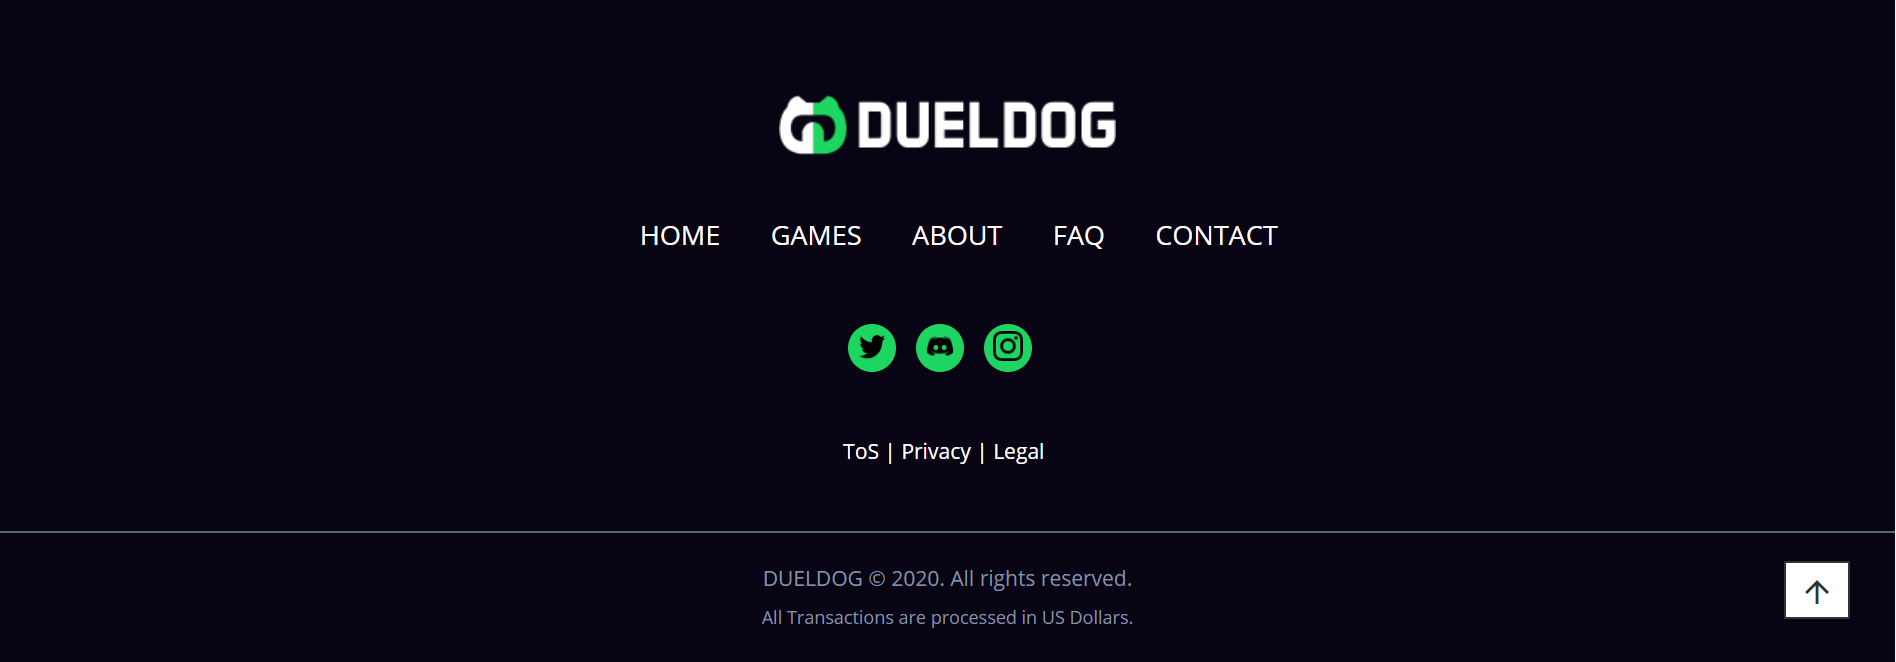 DUELDOG
HOME GAMES ABOUT FAQ CONTACT
ToS | Privacy | Legal
DUELDOG © 2020. All rights reserved.
All Transactions are processed in US Dollars.